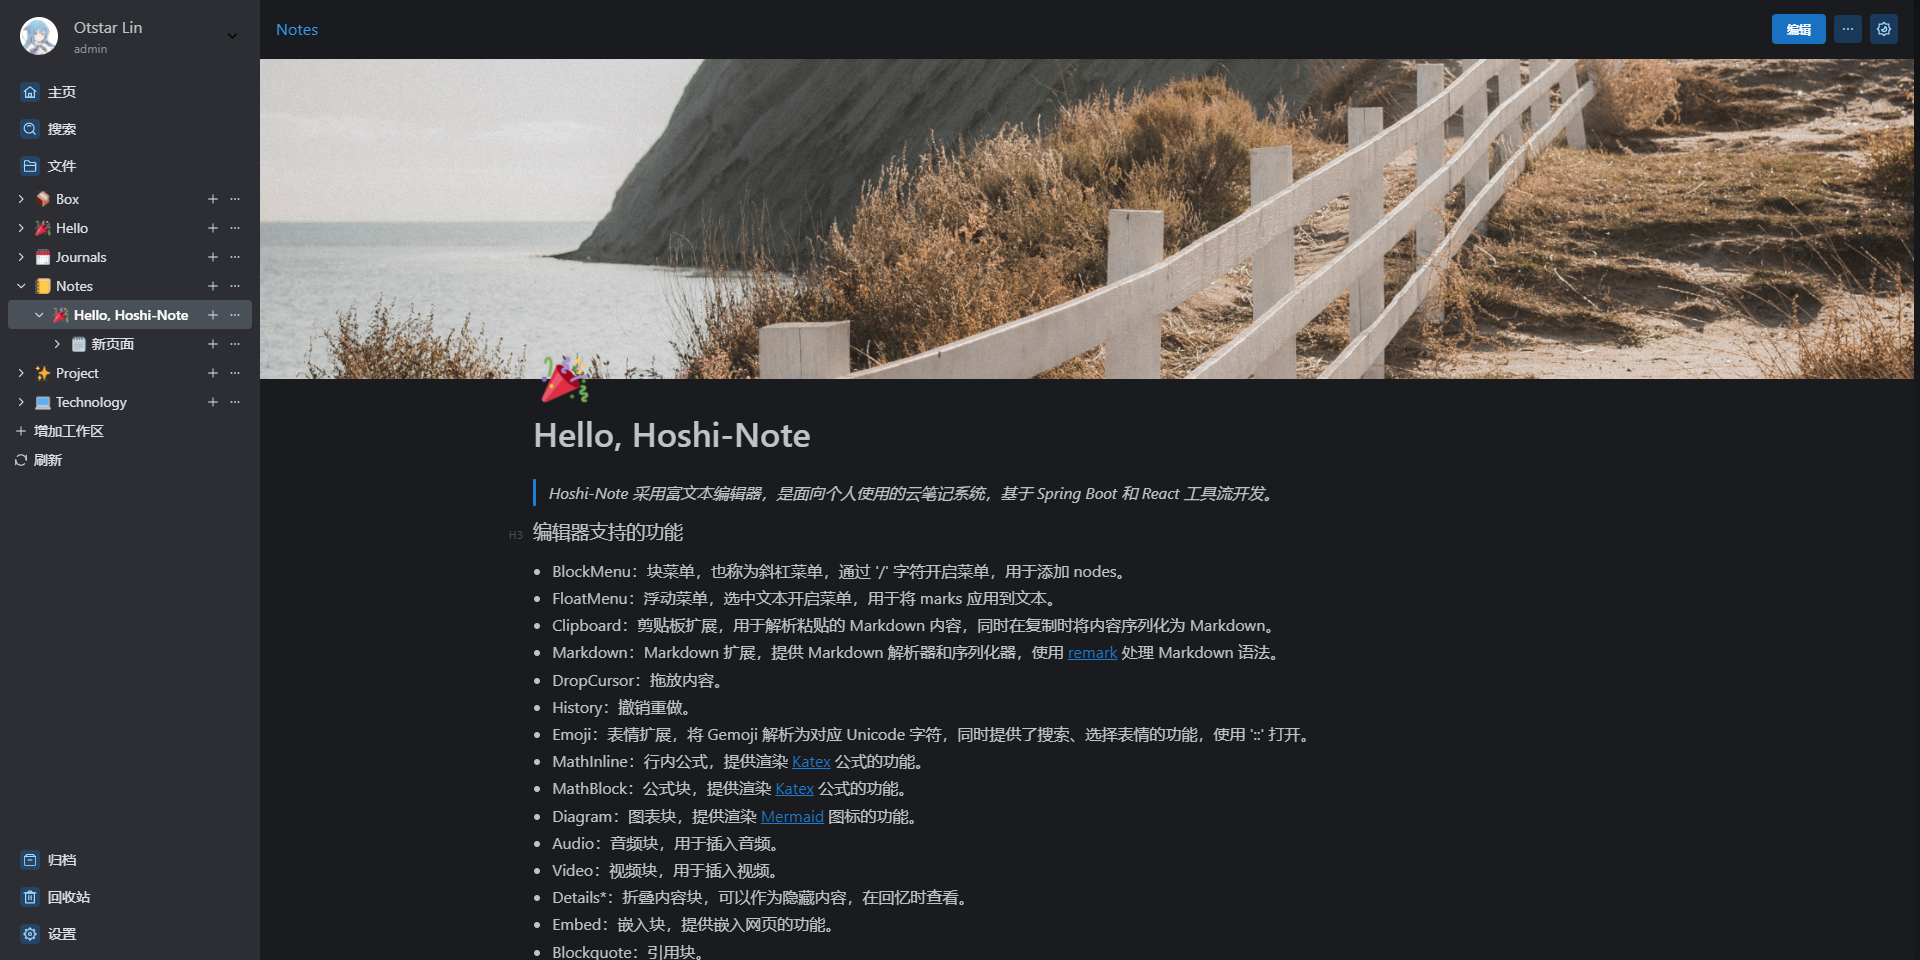 Otstar Lin
admin
主页
搜索
文件
Box
Hello
Journals
Notes
Hello, Hoshi-Note
新页面
Project
Technology
增加工作区
刷新
归档
回收站
设置
Notes
编辑
Hello, Hoshi-Note
Hoshi-Note 采用富文本编辑器，是面向个人使用的云笔记系统，基于 Spring Boot 和 React 工具流开发。
H3 编辑器支持的功能
BlockMenu：块菜单，也称为斜杠菜单，通过 '/' 字符开启菜单，用于添加 nodes。
FloatMenu：浮动菜单，选中文本开启菜单，用于将 marks 应用到文本。
Clipboard：剪贴板扩展，用于解析粘贴的 Markdown 内容，同时在复制时将内容序列化为 Markdown。
Markdown：Markdown 扩展，提供 Markdown 解析器和序列化器，使用 remark 处理 Markdown 语法。
DropCursor：拖放内容。
History：撤销重做。
Emoji：表情扩展，将 Gemoji 解析为对应 Unicode 字符，同时提供了搜索、选择表情的功能，使用 '::' 打开。
MathInline：行内公式，提供渲染 Katex 公式的功能。
MathBlock：公式块，提供渲染 Katex 公式的功能。
Diagram：图表块，提供渲染 Mermaid 图标的功能。
Audio：音频块，用于插入音频。
Video：视频块，用于插入视频。
Details*：折叠内容块，可以作为隐藏内容，在回忆时查看。
Embed：嵌入块，提供嵌入网页的功能。
Blockquote：引用块。